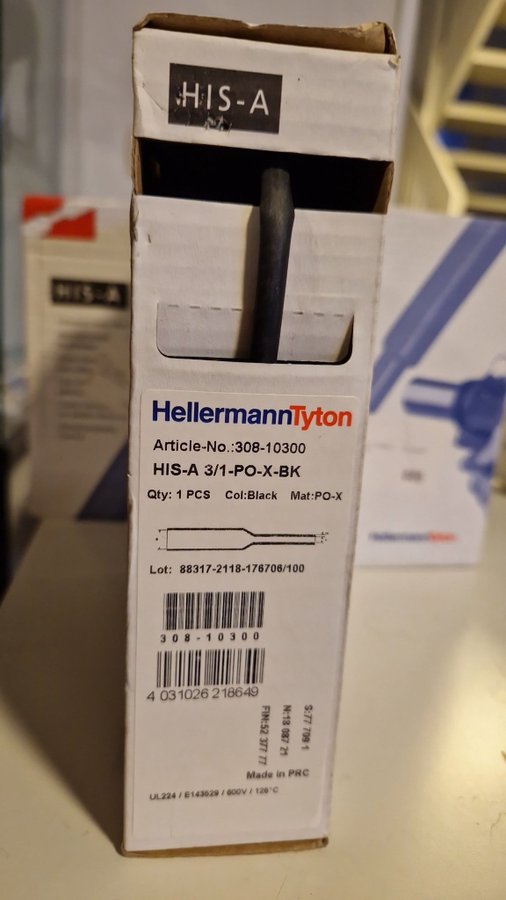 HIS-A
HIS-A
HellermannTyton
Article-No.:308-10300
HIS-A 3/1-PO-X-BK
Qty: 1 PCS Col:Black Mat:PO-X
Lot: 88317-2118-176706/100
308-10300
4 031026 218649
S:77 709 1
N:18 087 21
FIN:52 377 77
Made in PRC
UL224 / E143529 / 600V / 125°C
HellermannTyton